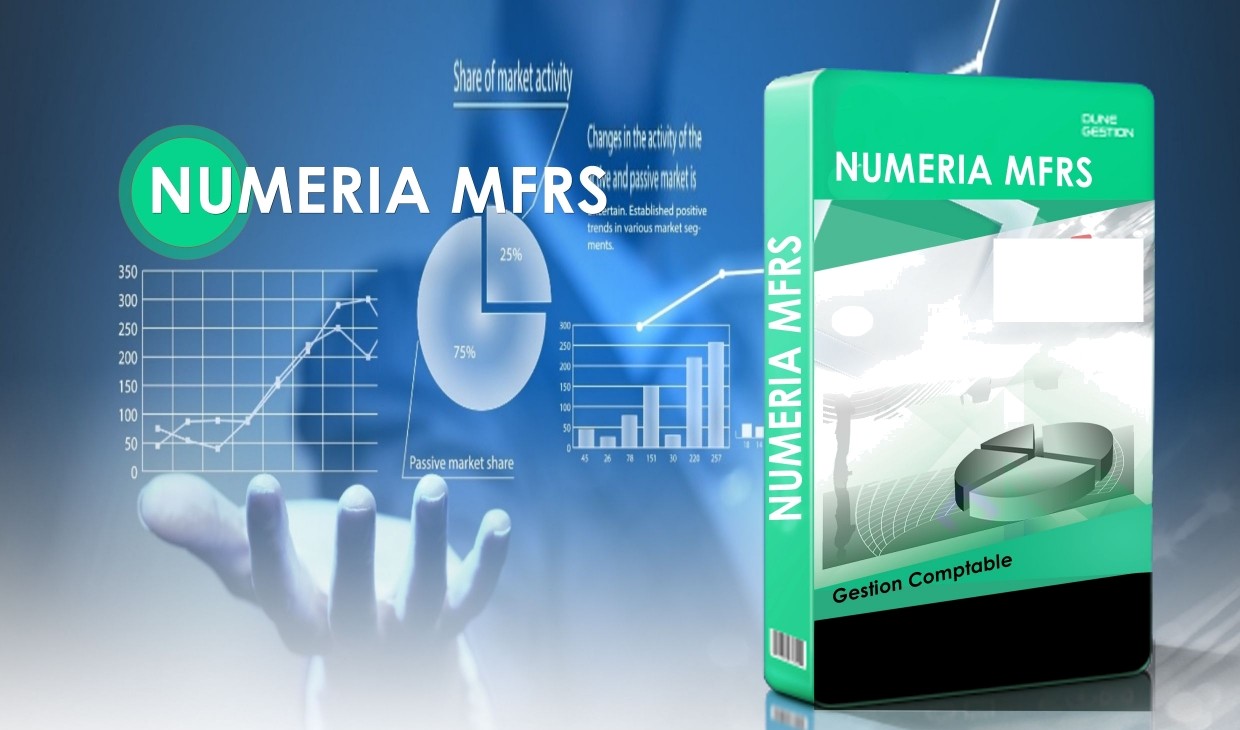 Share of market activity
Changes in the activity of the
and passive market is
Established positive
trends in various market seg-
ments.
NUMERIA MFRS
25%
75%
Passive market share
350
300
250
200
150
100
50
0
300
250
200
150
100
50
0
45 26 78 151 30 220 257
18 14
DUNE
GESTION
NUMERIA MFRS
NUMERIA MFRS
Gestion Comptable